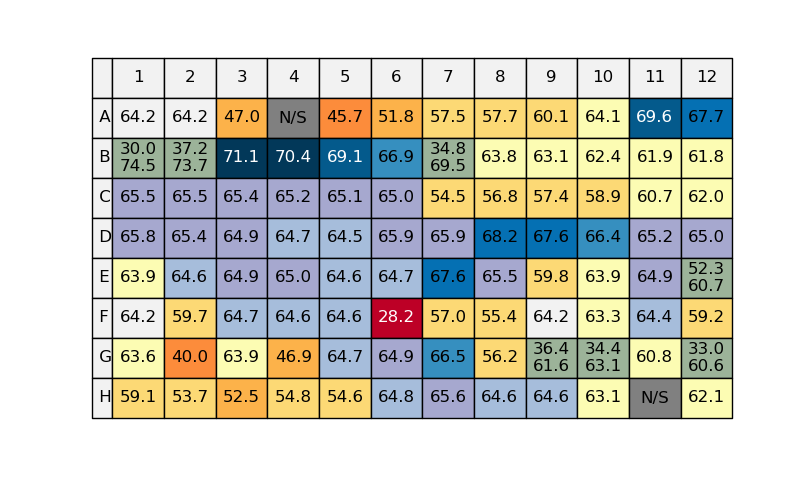 1 2 3 4 5 6 7 8 9 10 11 12
A 64.2 64.2 47.0 N/S 45.7 51.8 57.5 57.7 60.1 64.1 69.6 67.7
B 30.0 37.2 71.1 70.4 69.1 66.9 34.8 63.8 63.1 62.4 61.9 61.8
74.5 73.7 69.5
C 65.5 65.5 65.4 65.2 65.1 65.0 54.5 56.8 57.4 58.9 60.7 62.0
D 65.8 65.4 64.9 64.7 64.5 65.9 65.9 68.2 67.6 66.4 65.2 65.0
E 63.9 64.6 64.9 65.0 64.6 64.7 67.6 65.5 59.8 63.9 64.9 52.3
60.7
F 64.2 59.7 64.7 64.6 64.6 28.2 57.0 55.4 64.2 63.3 64.4 59.2
G 63.6 40.0 63.9 46.9 64.7 64.9 66.5 56.2 36.4 34.4 60.8 33.0
61.6 63.1 60.6
H 59.1 53.7 52.5 54.8 54.6 64.8 65.6 64.6 64.6 63.1 N/S 62.1